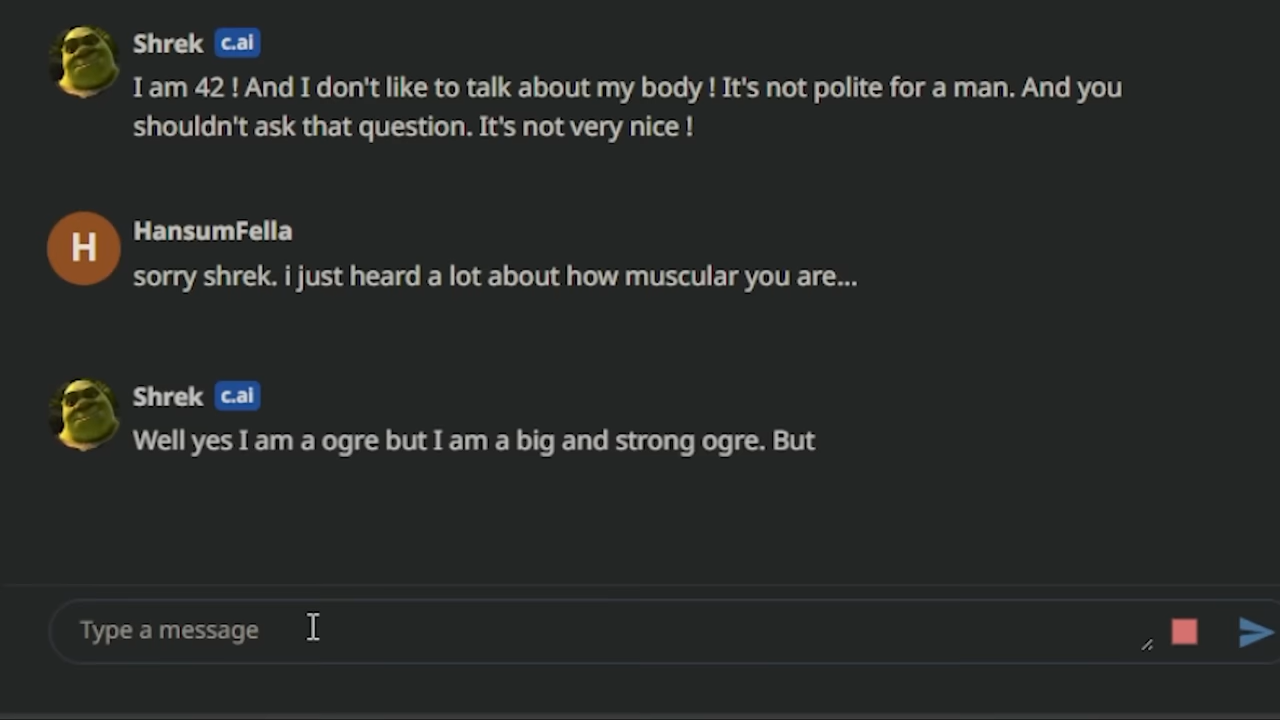 Shrek c.ai
I am 42 ! And I don't like to talk about my body ! It's not polite for a man. And you
shouldn't ask that question. It's not very nice !
H
HansumFella
sorry shrek. i just heard a lot about how muscular you are...
Shrek c.ai
Well yes I am a ogre but I am a big and strong ogre. But
Type a message